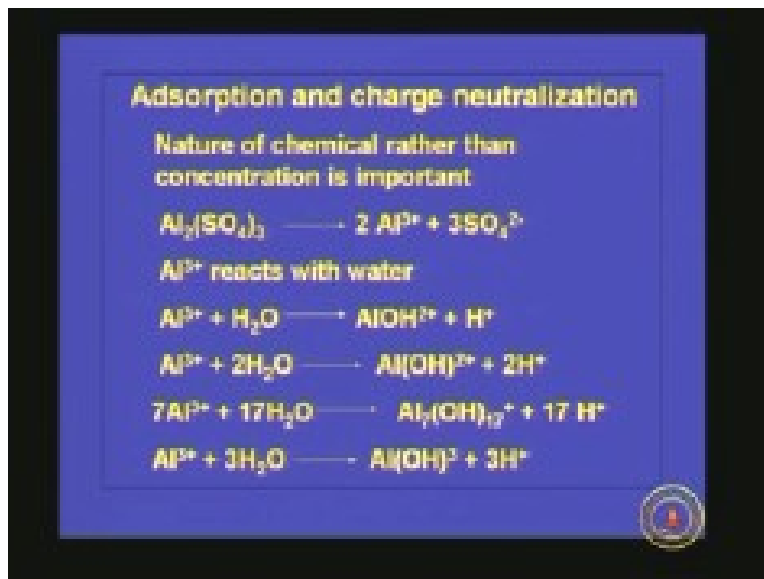 Adsorption and charge neutralization
Nature of chemical rather than
concentration is important
Al₂(SO₄)₃ → 2 Al³⁺ + 3SO₄²⁻
Al³⁺ reacts with water
Al³⁺ + H₂O → AlOH²⁺ + H⁺
Al³⁺ + 2H₂O → Al(OH)²⁺ + 2H⁺
7Al³⁺ + 17H₂O → Al₇(OH)₁₇⁺ + 17 H⁺
Al³⁺ + 3H₂O → Al(OH)³ + 3H⁺